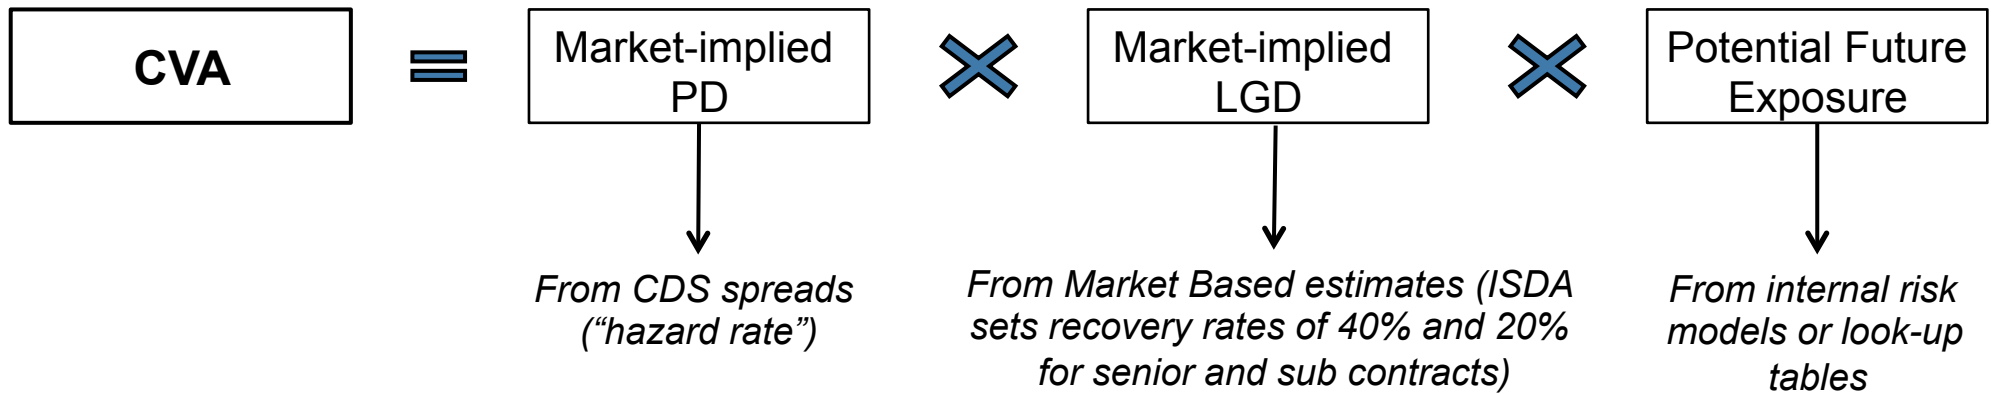 CVA
Market-implied
PD
Market-implied
LGD
Potential Future
Exposure
From CDS spreads
(“hazard rate”)
From Market Based estimates (ISDA
sets recovery rates of 40% and 20%
for senior and sub contracts)
From internal risk
models or look-up
tables